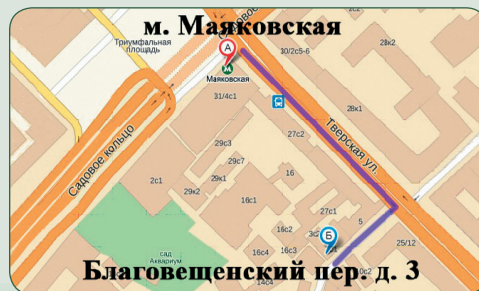 м. Маяковская
Триумфальная
площадь
А
10/2с5-6
28к2
Маяковская
31/4с1
28к1
Садовое кольцо
27с2
Тверская ул.
29с3
29с7
2с1
29к1
29к2
16
16с1
27с1
5
16с2
Б
25/12
сад
Аквариум
16с4
16с3
Благовещенский пер. д. 3
14с4